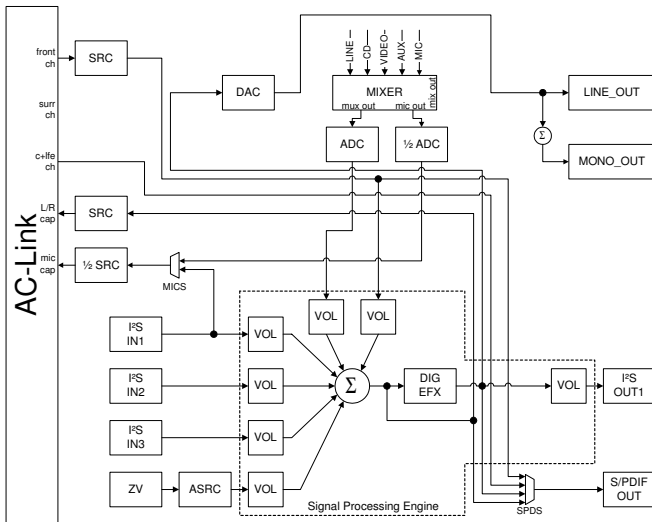 AC-Link
front
ch
surr
ch
c+lfe
ch
L/R
cap
mic
cap
SRC
SRC
½ SRC
MICS
DAC
LINE
CD
VIDEO
AUX
MIC
MIXER
mux out
mic out
mix_out
ADC
½ ADC
LINE_OUT
Σ
MONO_OUT
VOL
VOL
I²S
IN1
VOL
I²S
IN2
VOL
Σ
DIG
EFX
VOL
I²S
OUT1
I²S
IN3
VOL
ZV
ASRC
VOL
Signal Processing Engine
SPDS
S/PDIF
OUT